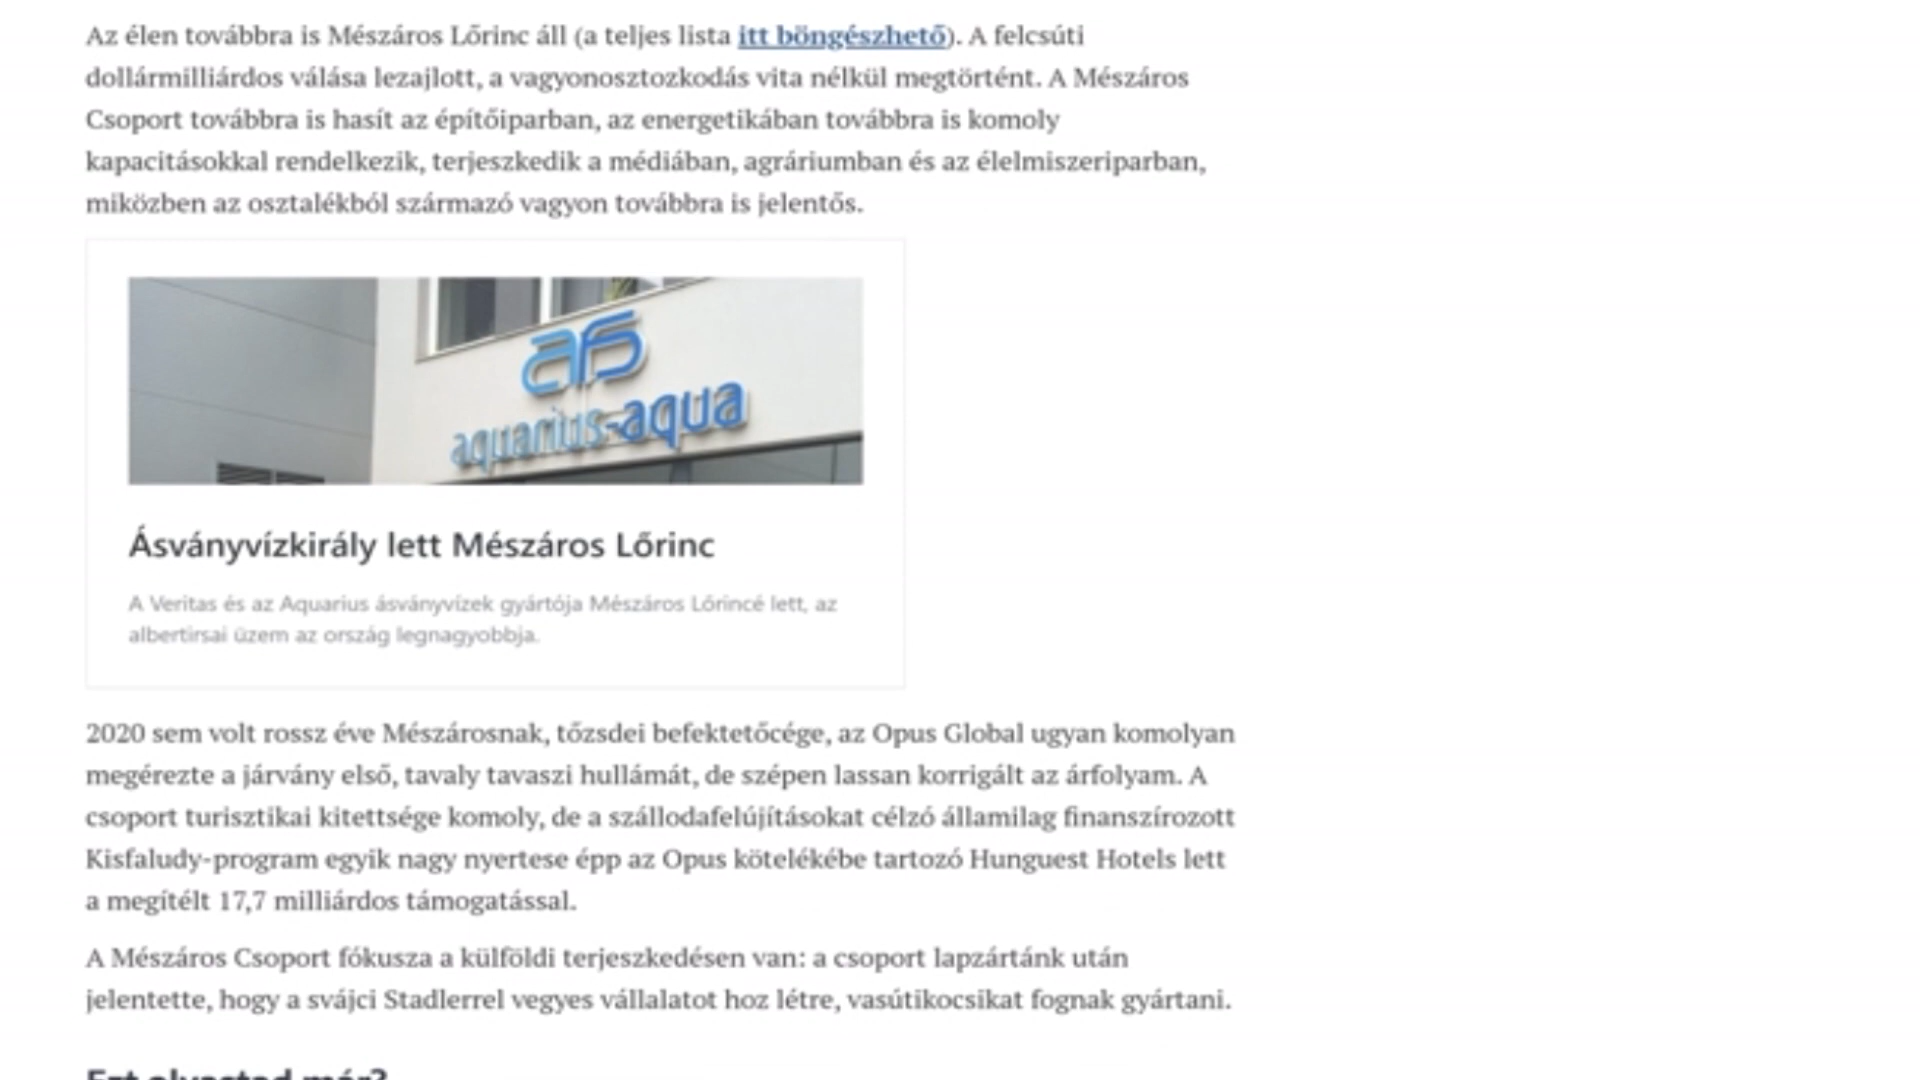 Az élen továbbra is Mészáros Lőrinc áll (a teljes lista itt böngészhető). A felcsúti
dollármilliárdos válása lezajlott, a vagyonosztozkodás vita nélkül megtörtént. A Mészáros
Csoport továbbra is hasít az építőiparban, az energetikában továbbra is komoly
kapacitásokkal rendelkezik, terjeszkedik a médiában, agráriumban és az élelmiszeriparban,
miközben az osztalékból származó vagyon továbbra is jelentős.
aquarius-aqua
Ásványvízkirály lett Mészáros Lőrinc
A Veritas és az Aquarius ásványvizek gyártója Mészáros Lőrincé lett, az
albertirsai üzem az ország legnagyobbja.
2020 sem volt rossz éve Mészárosnak, tőzsdei befektetőcége, az Opus Global ugyan komolyan
megérezte a járvány első, tavaly tavaszi hullámát, de szépen lassan korrigált az árfolyam. A
csoport turisztikai kitettsége komoly, de a szállodafelújításokat célzó államilag finanszírozott
Kisfaludy-program egyik nagy nyertese épp az Opus kötelékébe tartozó Hunguest Hotels lett
a megítélt 17,7 milliárdos támogatással.
A Mészáros Csoport fókusza a külföldi terjeszkedésen van: a csoport lapzártánk után
jelentette, hogy a svájci Stadlerrel vegyes vállalatot hoz létre, vasútikocsikat fognak gyártani.
Ezt olvastad már?